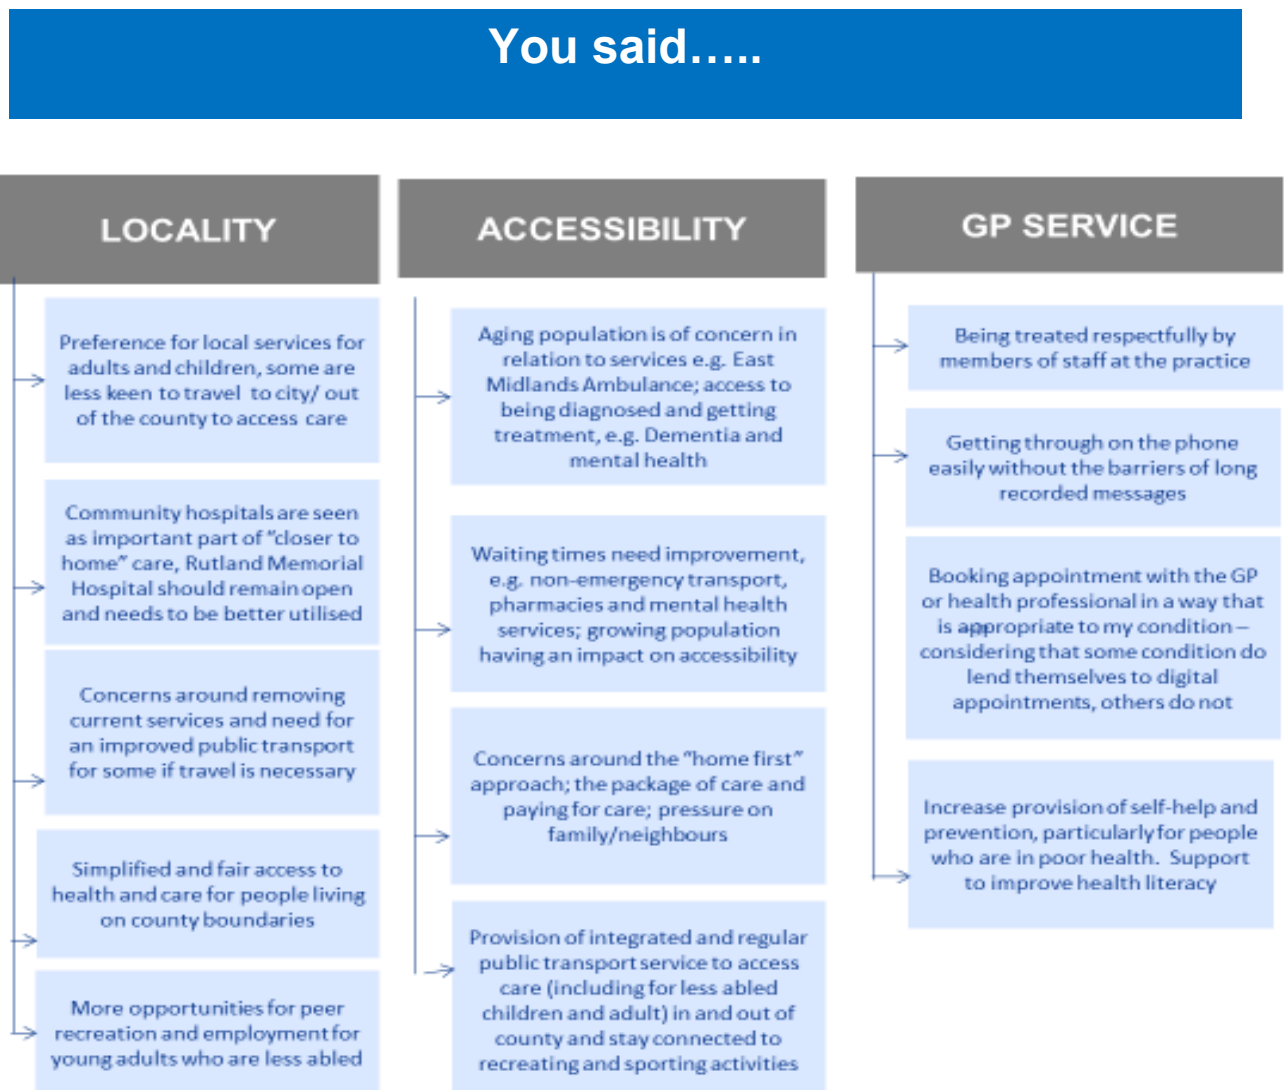 You said…..
LOCALITY
Preference for local services for
adults and children, some are
less keen to travel to city/ out
of the county to access care
Community hospitals are seen
as important part of "closer to
home" care, Rutland Memorial
Hospital should remain open
and needs to be better utilised
Concerns around removing
current services and need for
an improved public transport
for some if travel is necessary
Simplified and fair access to
health and care for people living
on county boundaries
More opportunities for peer
recreation and employment for
young adults who are less abled
ACCESSIBILITY
Aging population is of concern in
relation to services e.g. East
Midlands Ambulance; access to
being diagnosed and getting
treatment, e.g. Dementia and
mental health
Waiting times need improvement,
e.g. non-emergency transport,
pharmacies and mental health
services; growing population
having an impact on accessibility
Concerns around the "home first"
approach; the package of care and
paying for care; pressure on
family/neighbours
Provision of integrated and regular
public transport service to access
care (including for less abled
children and adult) in and out of
county and stay connected to
recreating and sporting activities
GP SERVICE
Being treated respectfully by
members of staff at the practice
Getting through on the phone
easily without the barriers of long
recorded messages
Booking appointment with the GP
or health professional in a way that
is appropriate to my condition –
considering that some condition do
lend themselves to digital
appointments, others do not
Increase provision of self-help and
prevention, particularly for people
who are in poor health. Support
to improve health literacy